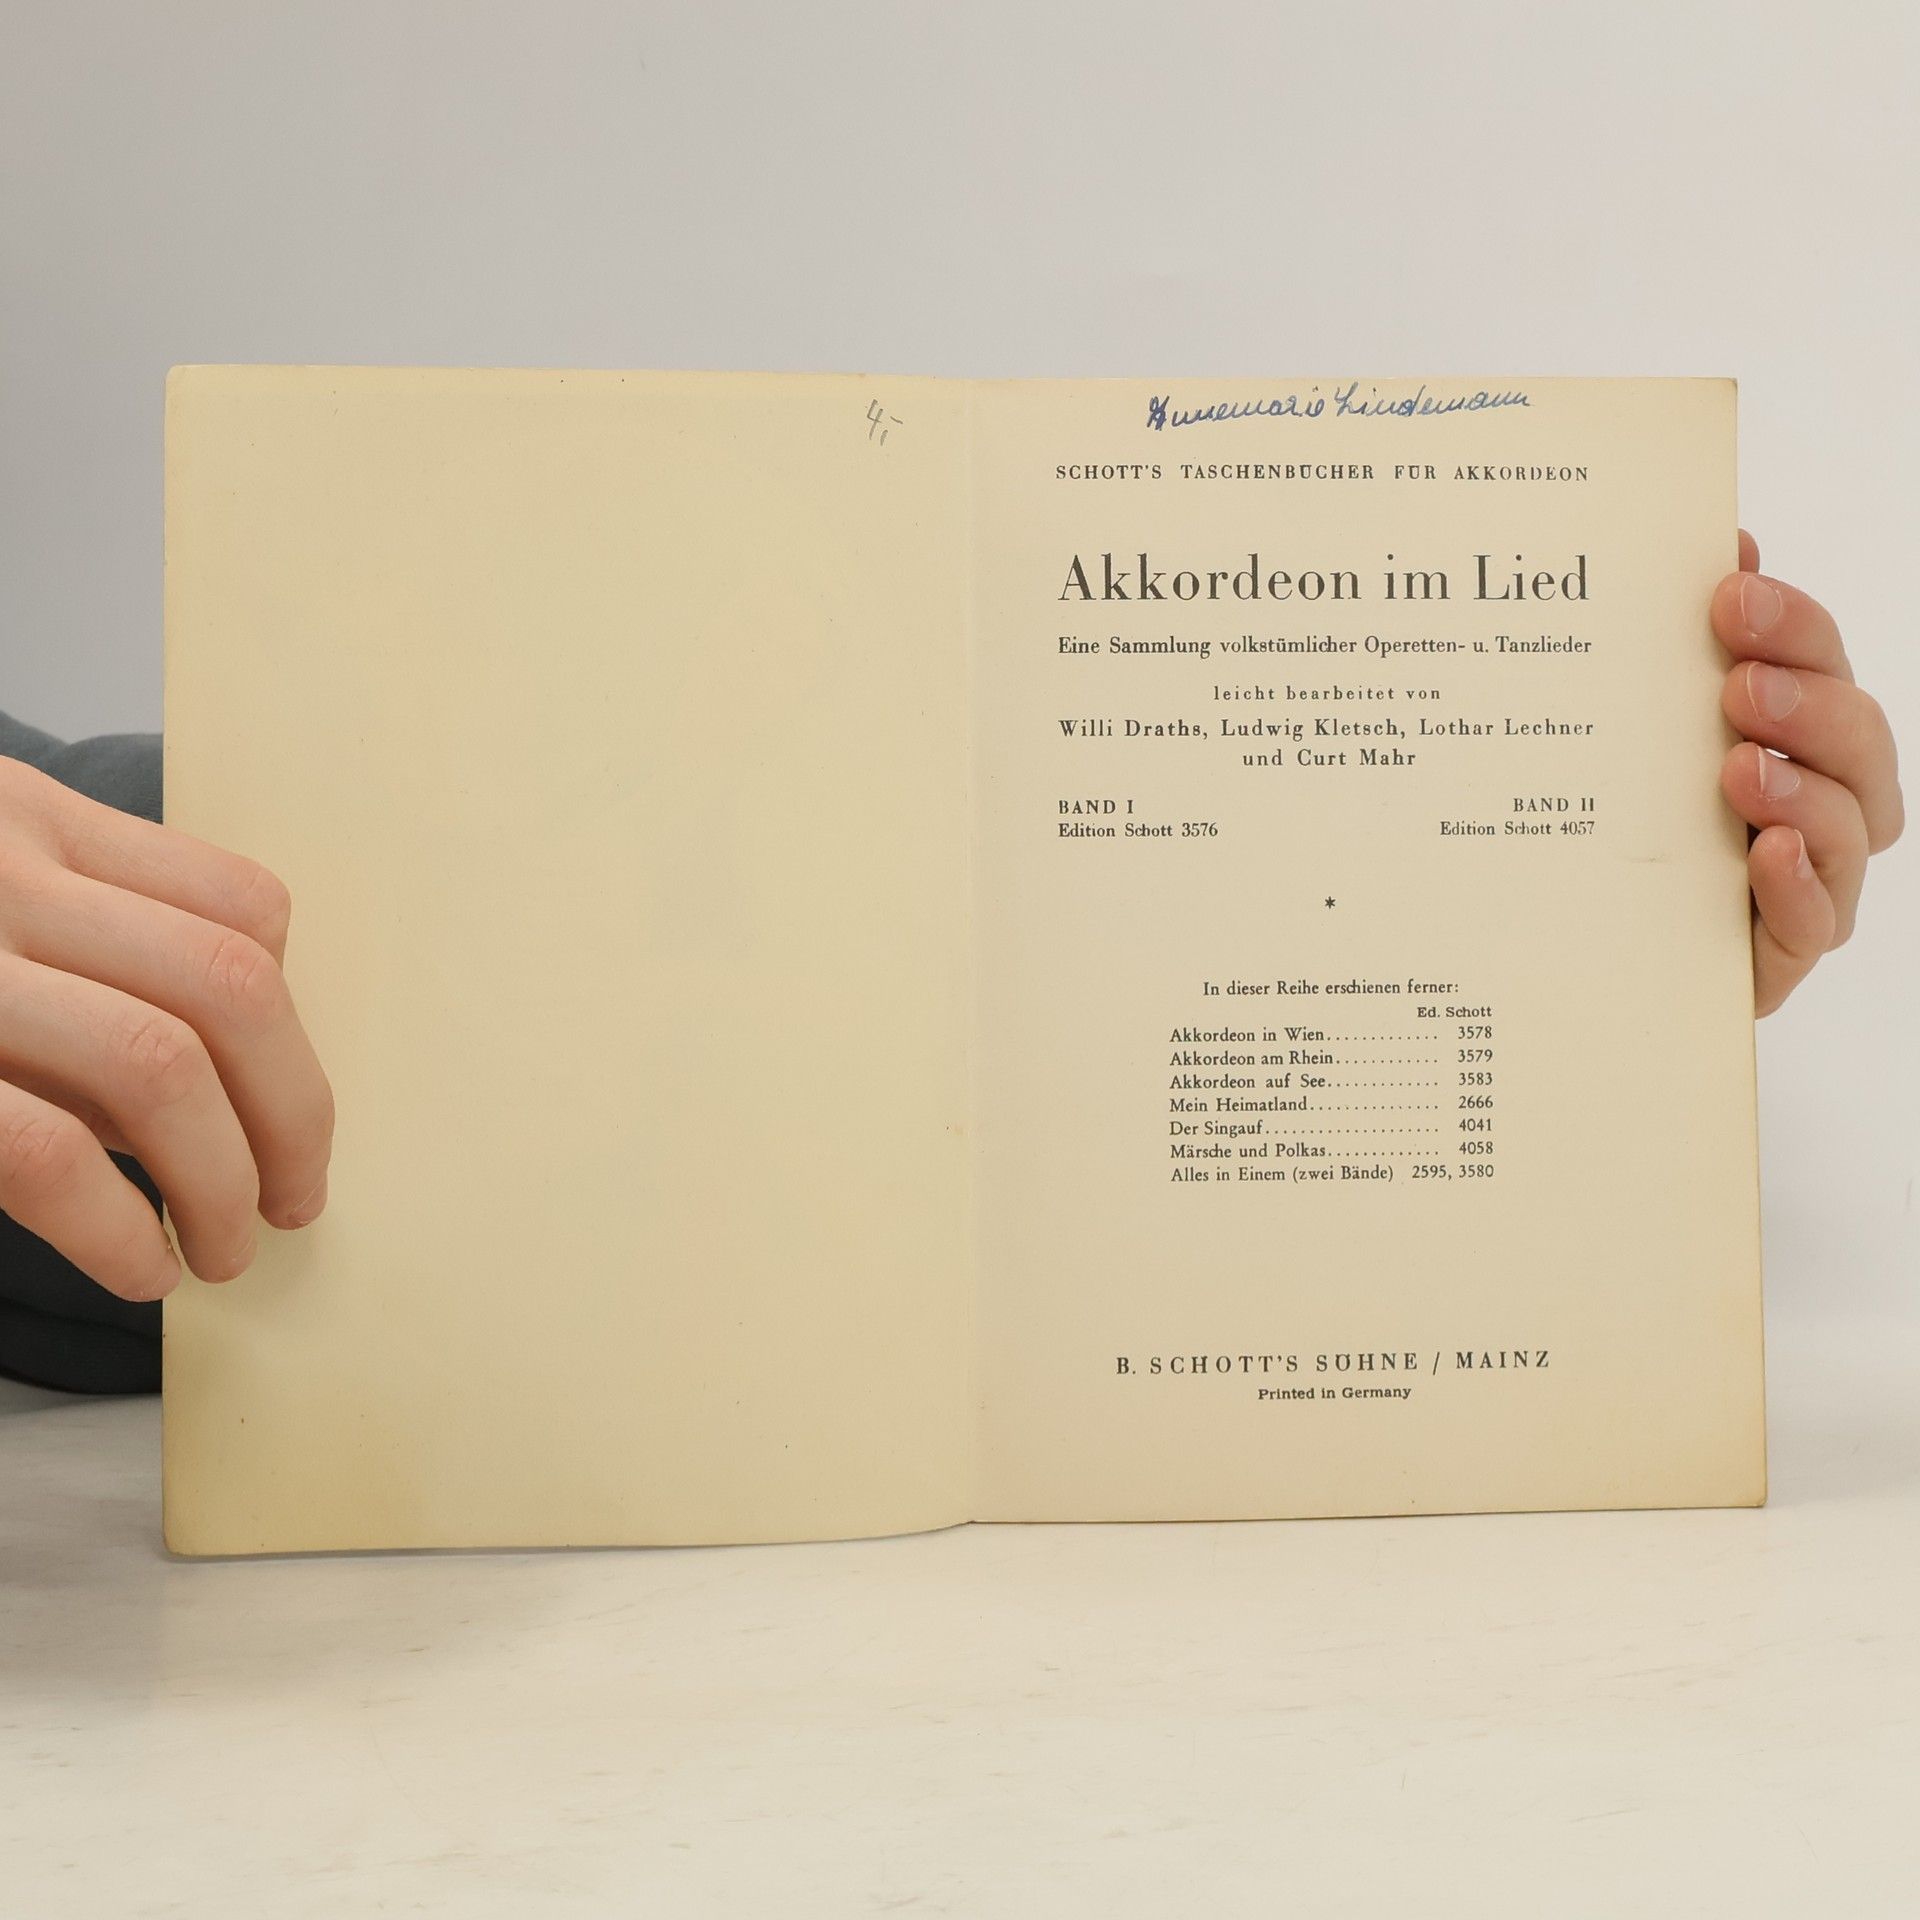 4,-
Annemarie Lindemann
SCHOTT'S TASCHENBÜCHER FÜR AKKORDEON
Akkordeon im Lied
Eine Sammlung volkstümlicher Operetten- u. Tanzlieder
leicht bearbeitet von
Willi Draths, Ludwig Kletsch, Lothar Lechner
und Curt Mahr
BAND I BAND II
Edition Schott 3576 Edition Schott 4057
*
In dieser Reihe erschienen ferner:
Ed. Schott
Akkordeon in Wien............. 3578
Akkordeon am Rhein............ 3579
Akkordeon auf See............. 3583
Mein Heimatland............... 2666
Der Singauf.................... 4041
Märsche und Polkas............. 4058
Alles in Einem (zwei Bände) 2595, 3580
B. SCHOTT'S SÖHNE / MAINZ
Printed in Germany